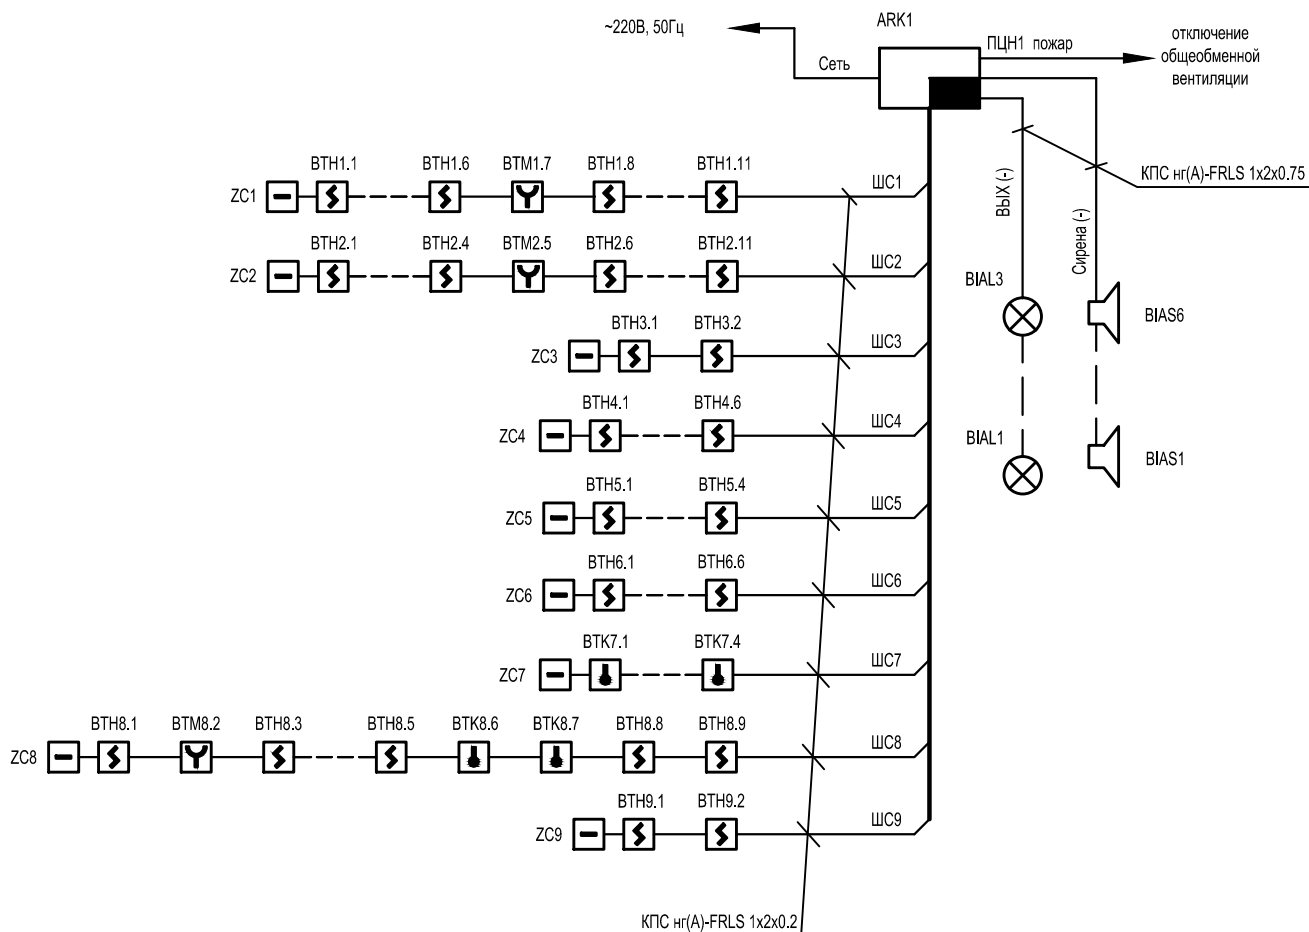 ~220В, 50Гц
ARK1
Сеть
ПЦН1 пожар
отключение
общеобменной
вентиляции
КПС нг(А)-FRLS 1x2x0.75
ВЫХ (-)
Сирена (-)
BIAL3
BIAS6
BIAL1
BIAS1
BTH1.1
BTH1.6
BTM1.7
BTH1.8
BTH1.11
ZC1
ШС1
BTH2.1
BTH2.4
BTM2.5
BTH2.6
BTH2.11
ZC2
ШС2
BTH3.1
BTH3.2
ZC3
ШС3
BTH4.1
BTH4.6
ZC4
ШС4
BTH5.1
BTH5.4
ZC5
ШС5
BTH6.1
BTH6.6
ZC6
ШС6
BTK7.1
BTK7.4
ZC7
ШС7
BTH8.1
BTM8.2
BTH8.3
BTH8.5
BTK8.6
BTK8.7
BTH8.8
BTH8.9
ZC8
ШС8
BTH9.1
BTH9.2
ZC9
ШС9
КПС нг(А)-FRLS 1x2x0.2